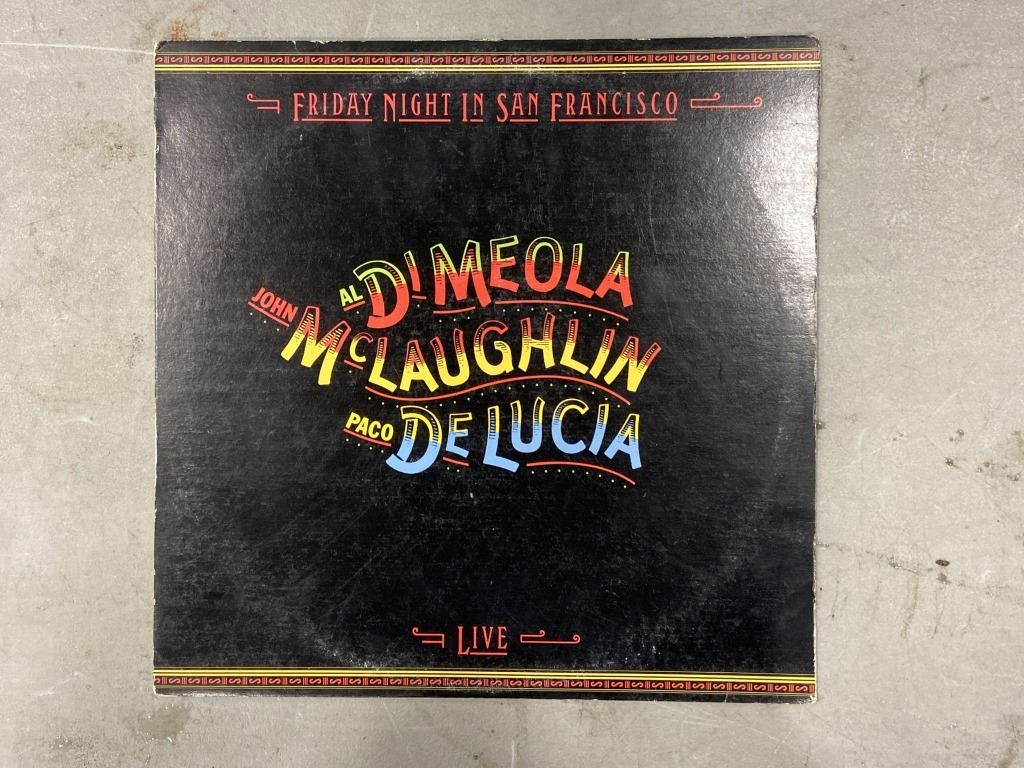 FRIDAY NIGHT IN SAN FRANCISCO
AL DI MEOLA
JOHN McLAUGHLIN
PACO DE LUCIA
LIVE